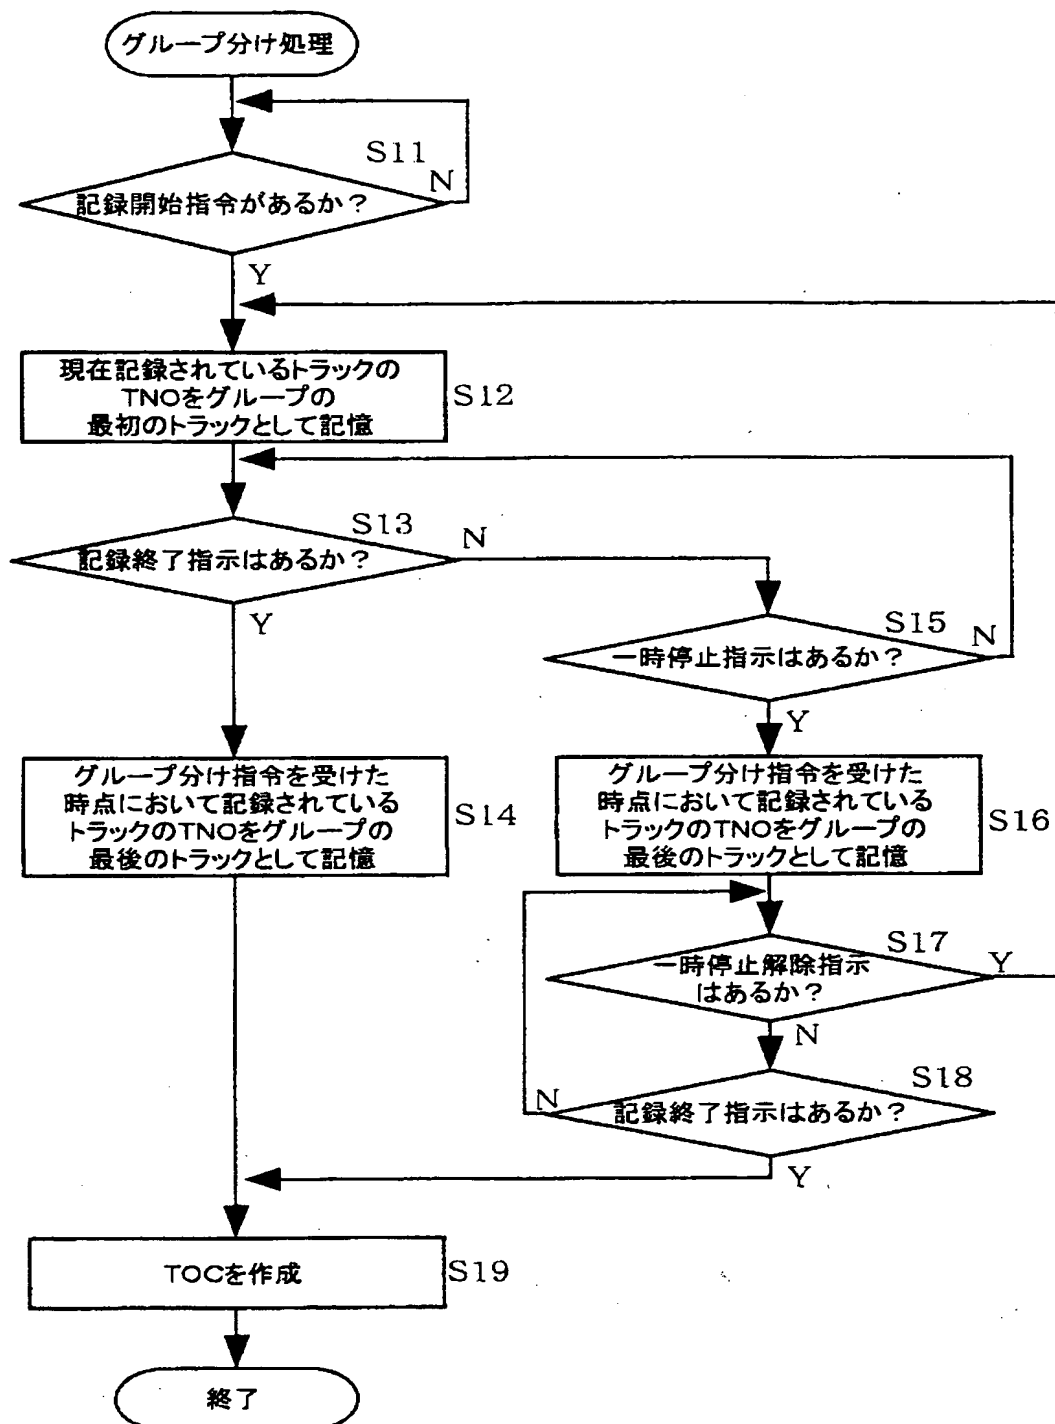 グループ分け処理
S11
N
記録開始指令があるか？
Y
現在記録されているトラックの
TNOをグループの
最初のトラックとして記憶
S12
S13
N
記録終了指示はあるか？
Y
S15
N
一時停止指示はあるか？
Y
グループ分け指令を受けた
時点において記録されている
トラックのTNOをグループの
最後のトラックとして記憶
S14
グループ分け指令を受けた
時点において記録されている
トラックのTNOをグループの
最後のトラックとして記憶
S16
S17
Y
一時停止解除指示
はあるか？
N
S18
N
記録終了指示はあるか？
Y
TOCを作成
S19
終了